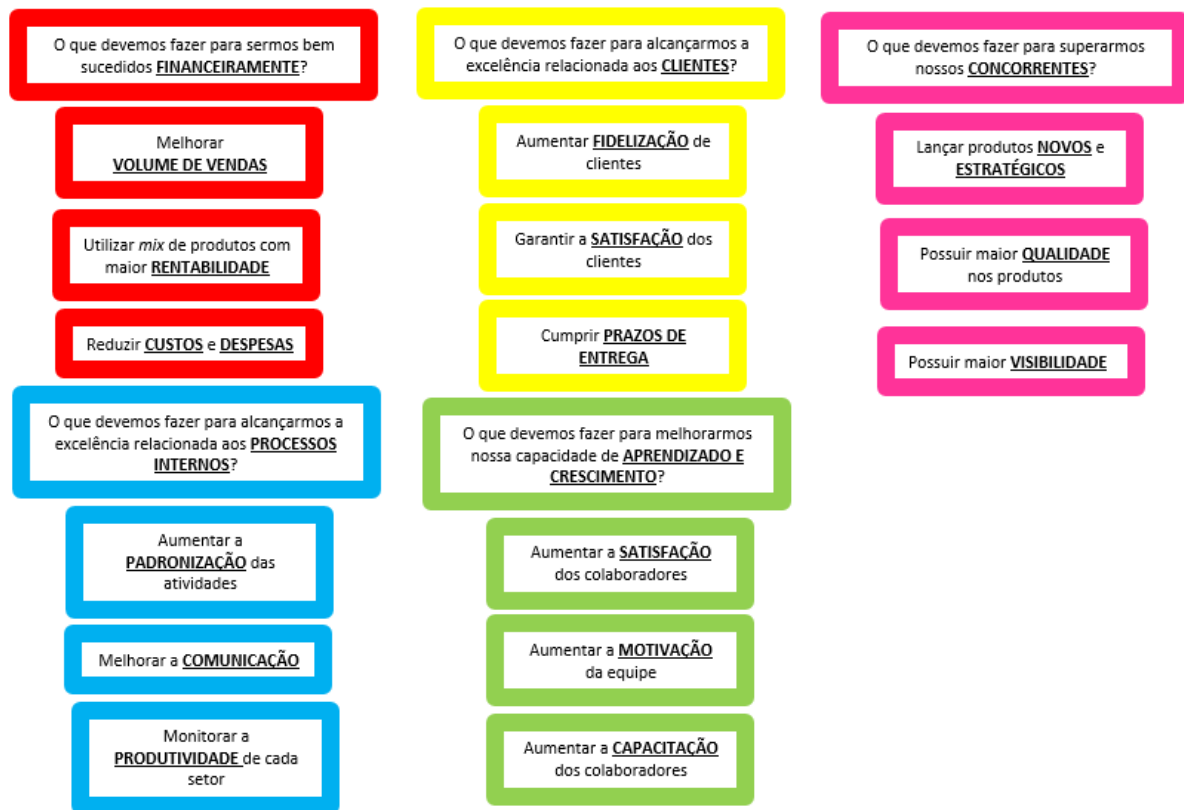 O que devemos fazer para sermos bem
sucedidos FINANCEIRAMENTE?
Melhorar
VOLUME DE VENDAS
Utilizar mix de produtos com
maior RENTABILIDADE
Reduzir CUSTOS e DESPESAS
O que devemos fazer para alcançarmos a
excelência relacionada aos CLIENTES?
Aumentar FIDELIZAÇÃO de
clientes
Garantir a SATISFAÇÃO dos
clientes
Cumprir PRAZOS DE
ENTREGA
O que devemos fazer para superarmos
nossos CONCORRENTES?
Lançar produtos NOVOS e
ESTRATÉGICOS
Possuir maior QUALIDADE
nos produtos
Possuir maior VISIBILIDADE
O que devemos fazer para alcançarmos a
excelência relacionada aos PROCESSOS
INTERNOS?
Aumentar a
PADRONIZAÇÃO das
atividades
Melhorar a COMUNICAÇÃO
Monitorar a
PRODUTIVIDADE de cada
setor
O que devemos fazer para melhorarmos
nossa capacidade de APRENDIZADO E
CRESCIMENTO?
Aumentar a SATISFAÇÃO
dos colaboradores
Aumentar a MOTIVAÇÃO
da equipe
Aumentar a CAPACITAÇÃO
dos colaboradores